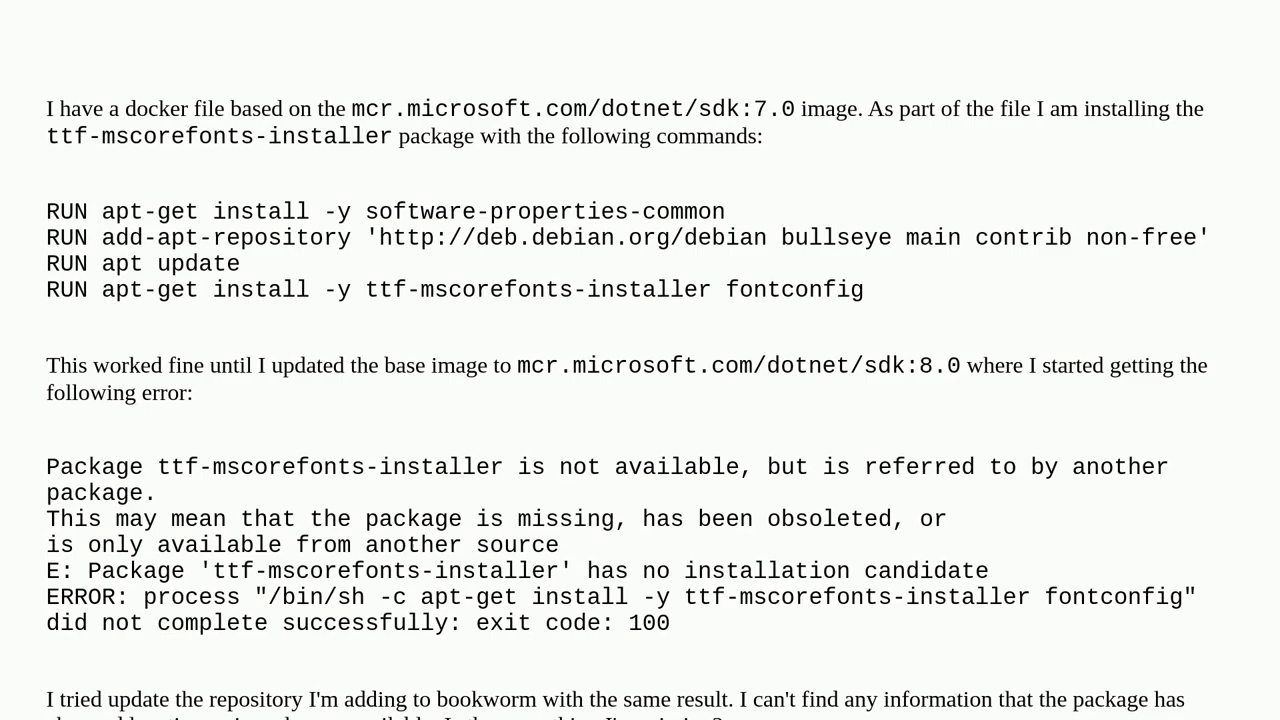 I have a docker file based on the mcr.microsoft.com/dotnet/sdk:7.0 image. As part of the file I am installing the
ttf-mscorefonts-installer package with the following commands:
RUN apt-get install -y software-properties-common
RUN add-apt-repository 'http://deb.debian.org/debian bullseye main contrib non-free'
RUN apt update
RUN apt-get install -y ttf-mscorefonts-installer fontconfig
This worked fine until I updated the base image to mcr.microsoft.com/dotnet/sdk:8.0 where I started getting the
following error:
Package ttf-mscorefonts-installer is not available, but is referred to by another
package.
This may mean that the package is missing, has been obsoleted, or
is only available from another source
E: Package 'ttf-mscorefonts-installer' has no installation candidate
ERROR: process "/bin/sh -c apt-get install -y ttf-mscorefonts-installer fontconfig"
did not complete successfully: exit code: 100
I tried update the repository I'm adding to bookworm with the same result. I can't find any information that the package has